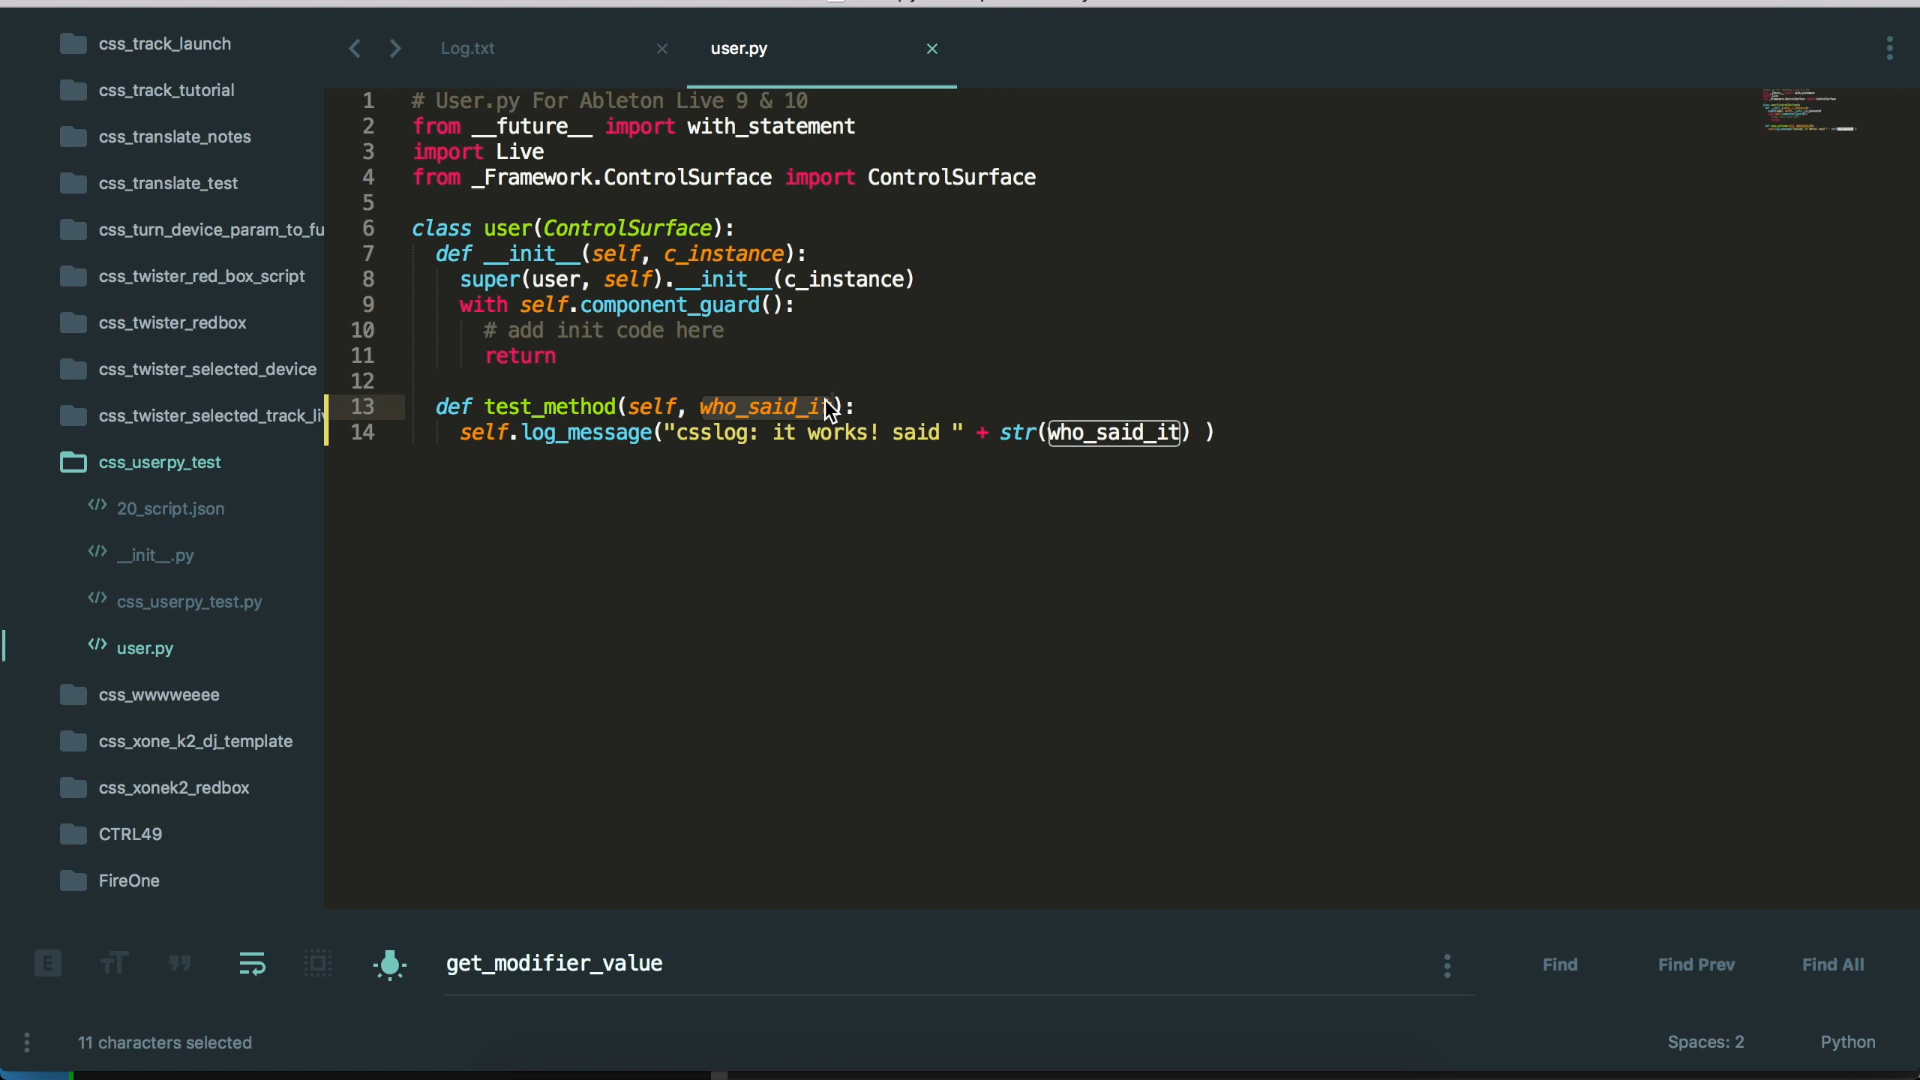 css_track_launch
css_track_tutorial
css_translate_notes
css_translate_test
css_turn_device_param_to_fu
css_twister_red_box_script
css_twister_redbox
css_twister_selected_device
css_twister_selected_track_li
css_userpy_test
20_script.json
__init__.py
css_userpy_test.py
user.py
css_wwwweeee
css_xone_k2_dj_template
css_xonek2_redbox
CTRL49
FireOne
Log.txt
user.py
1 # User.py For Ableton Live 9 & 10
2 from __future__ import with_statement
3 import Live
4 from _Framework.ControlSurface import ControlSurface
5
6 class user(ControlSurface):
7 def __init__(self, c_instance):
8 super(user, self).__init__(c_instance)
9 with self.component_guard():
10 # add init code here
11 return
12
13 def test_method(self, who_said_it):
14 self.log_message("csslog: it works! said " + str(who_said_it) )
get_modifier_value
Find
Find Prev
Find All
11 characters selected
Spaces: 2
Python